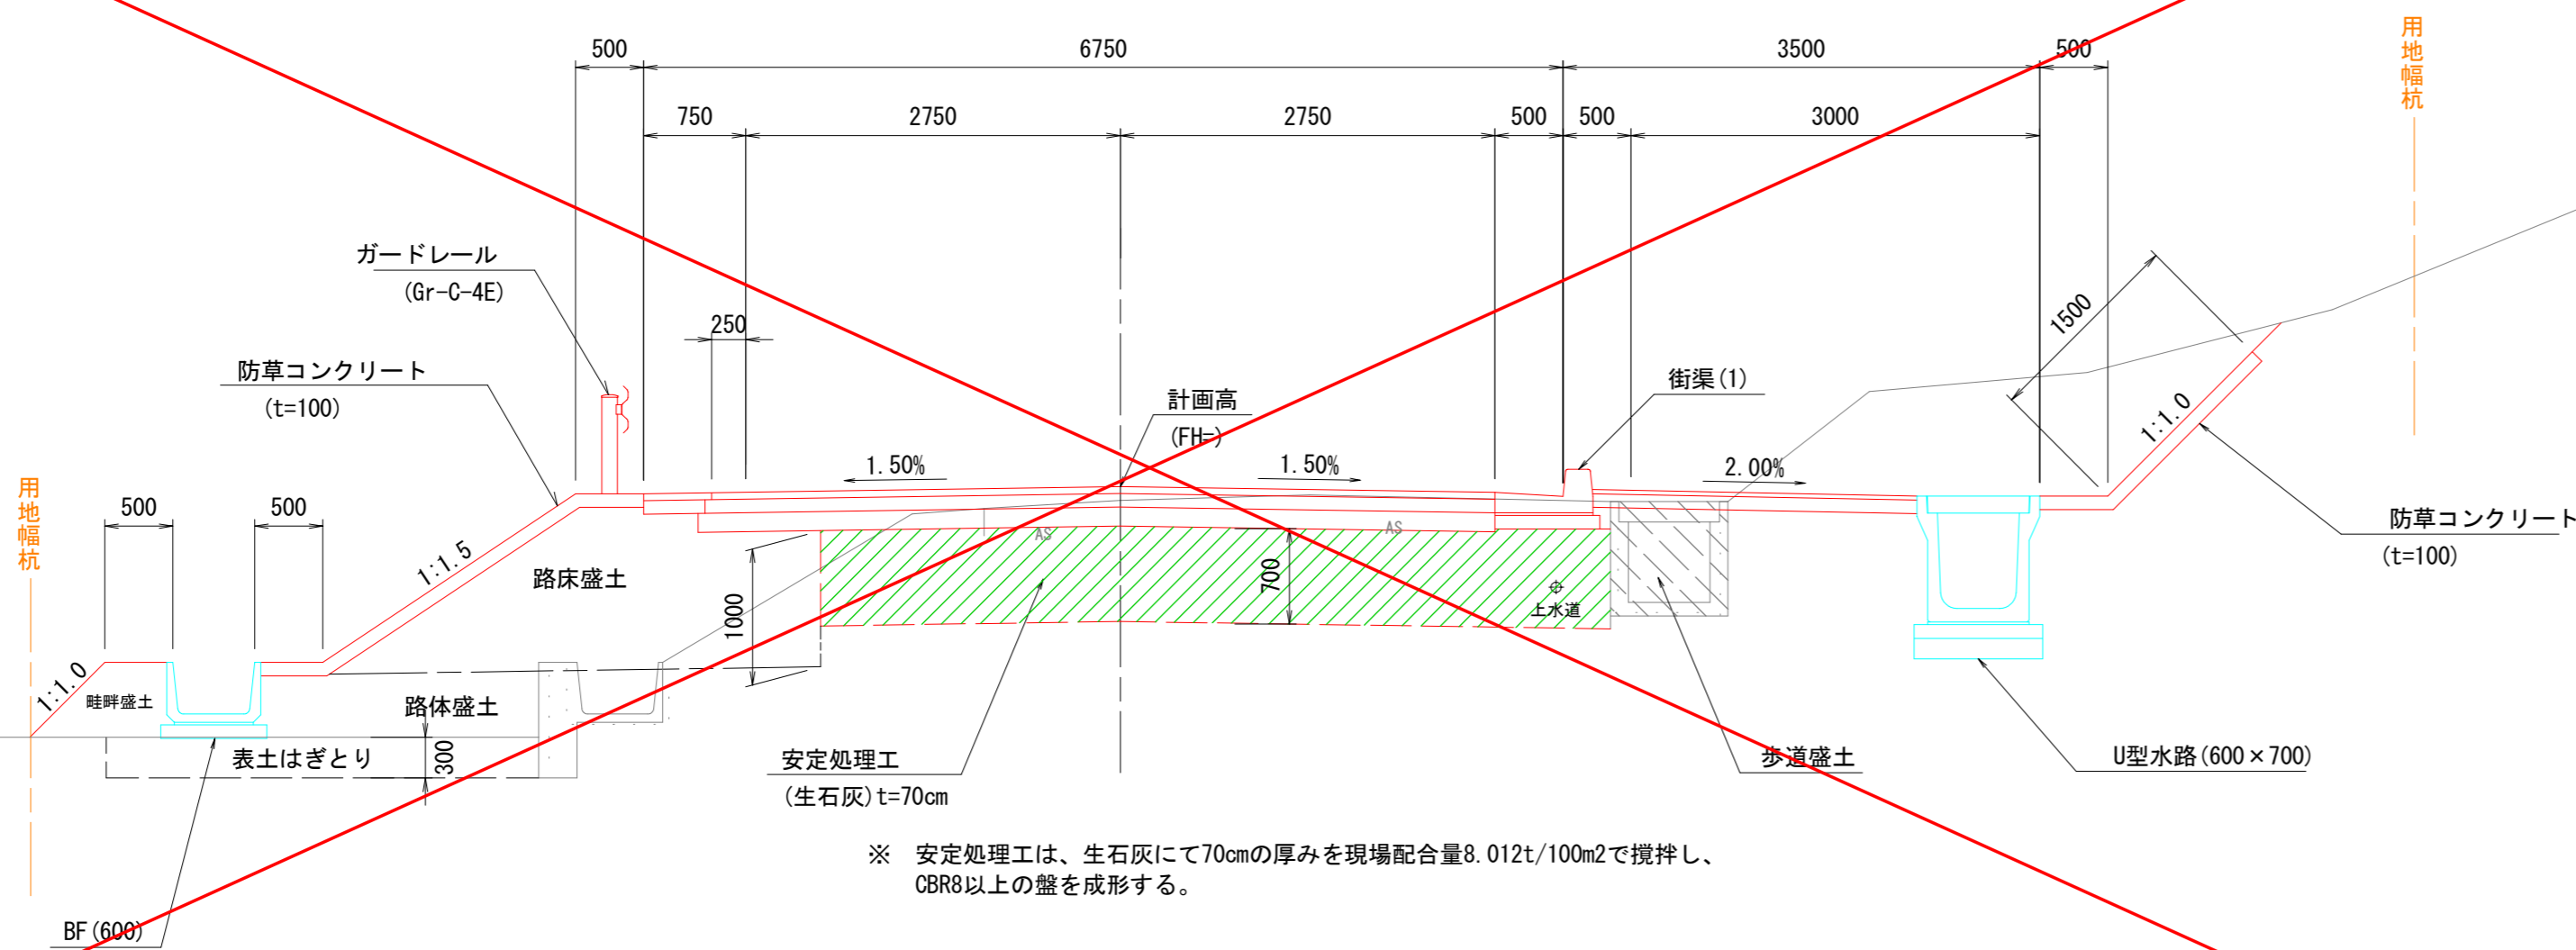 500
6750
3500
500
用地幅杭
750
2750
2750
500
500
3000
ガードレール
(Gr-C-4E)
250
1500
防草コンクリート
(t=100)
計画高
(FH=)
街渠(1)
1:1.0
1.50%
1.50%
2.00%
用地幅杭
500
500
防草コンクリート
(t=100)
1:1.5
路床盛土
AS
AS
700
1000
上水道
1:1.0
畦畔盛土
路体盛土
表土はぎとり
300
安定処理工
(生石灰)t=70cm
歩道盛土
U型水路(600×700)
※ 安定処理工は、生石灰にて70cmの厚みを現場配合量8.012t/100m2で撹拌し、
CBR8以上の盤を成形する。
BF(600)